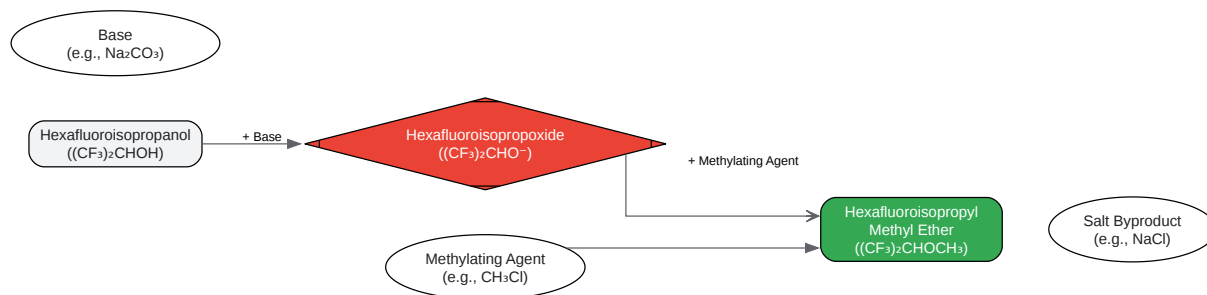 Base
(e.g., Na₂CO₃)
Hexafluoroisopropanol
((CF₃)₂CHOH)
+ Base
Hexafluoroisopropoxide
((CF₃)₂CHO⁻)
+ Methylating Agent
Hexafluoroisopropyl
Methyl Ether
((CF₃)₂CHOCH₃)
Salt Byproduct
(e.g., NaCl)
Methylating Agent
(e.g., CH₃Cl)